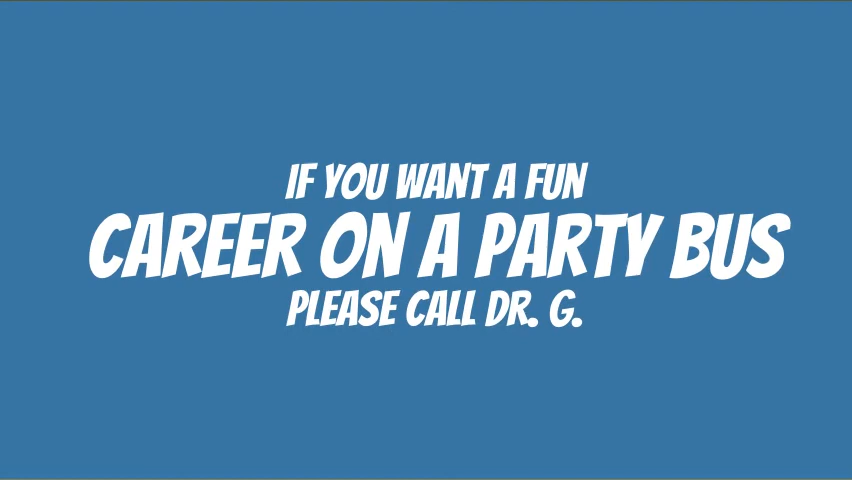 IF YOU WANT A FUN
CAREER ON A PARTY BUS
PLEASE CALL DR. G.